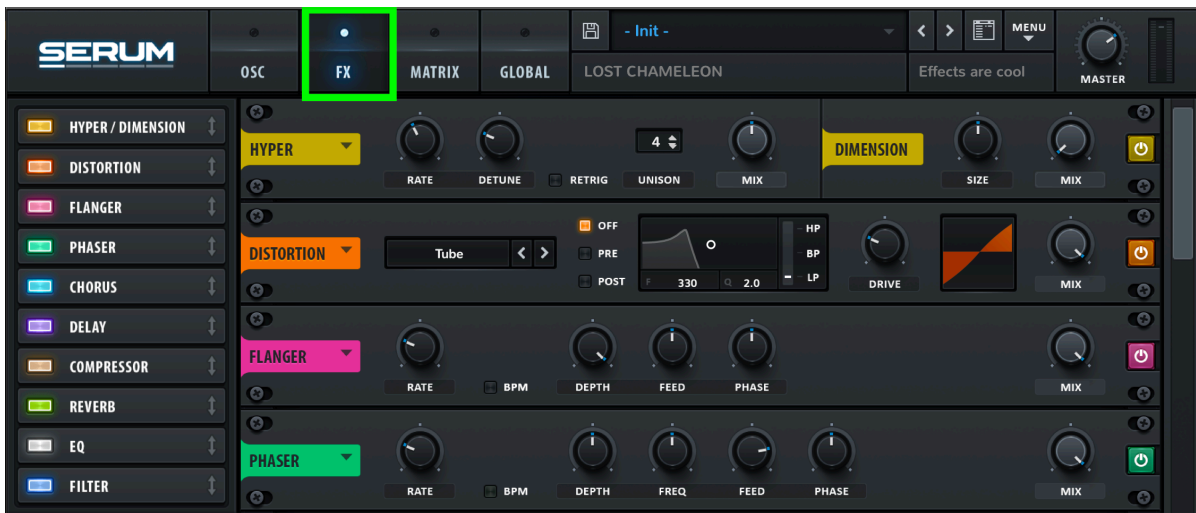 SERUM
OSC
FX
MATRIX
GLOBAL
- Init -
MENU
LOST CHAMELEON
Effects are cool
MASTER
HYPER / DIMENSION
DISTORTION
FLANGER
PHASER
CHORUS
DELAY
COMPRESSOR
REVERB
EQ
FILTER
HYPER
RATE
DETUNE
RETRIG
4
UNISON
MIX
DIMENSION
SIZE
MIX
DISTORTION
Tube
OFF
PRE
POST
F 330 Q 2.0
HP
BP
LP
DRIVE
MIX
FLANGER
RATE
BPM
DEPTH
FEED
PHASE
MIX
PHASER
RATE
BPM
DEPTH
FREQ
FEED
PHASE
MIX